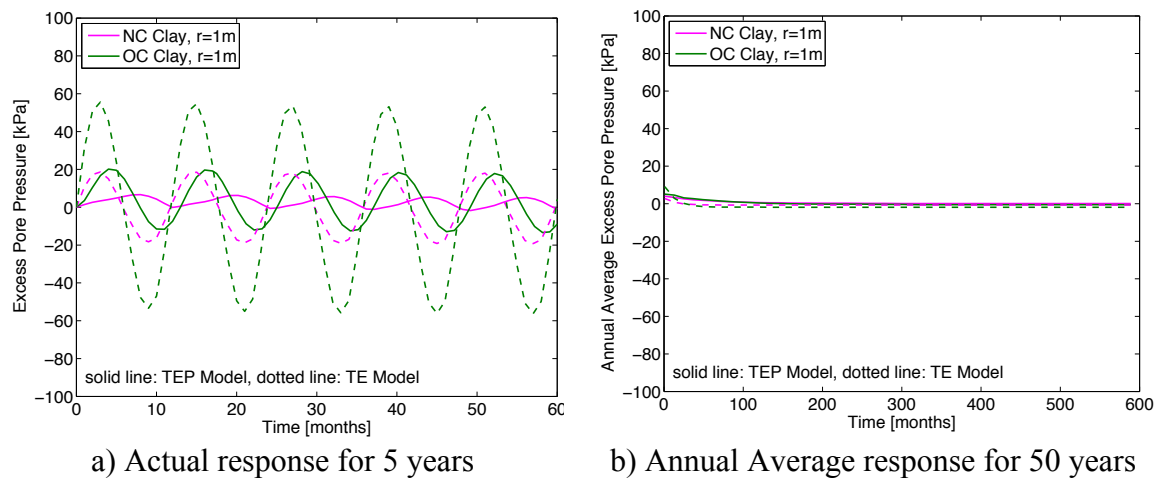 100
80
60
40
20
0
−20
−40
−60
−80
−100
Excess Pore Pressure [kPa]
NC Clay, r=1m
OC Clay, r=1m
solid line: TEP Model, dotted line: TE Model
0 10 20 30 40 50 60
Time [months]
a) Actual response for 5 years
100
80
60
40
20
0
−20
−40
−60
−80
−100
Annual Average Excess Pore Pressure [kPa]
NC Clay, r=1m
OC Clay, r=1m
solid line: TEP Model, dotted line: TE Model
0 100 200 300 400 500 600
Time [months]
b) Annual Average response for 50 years